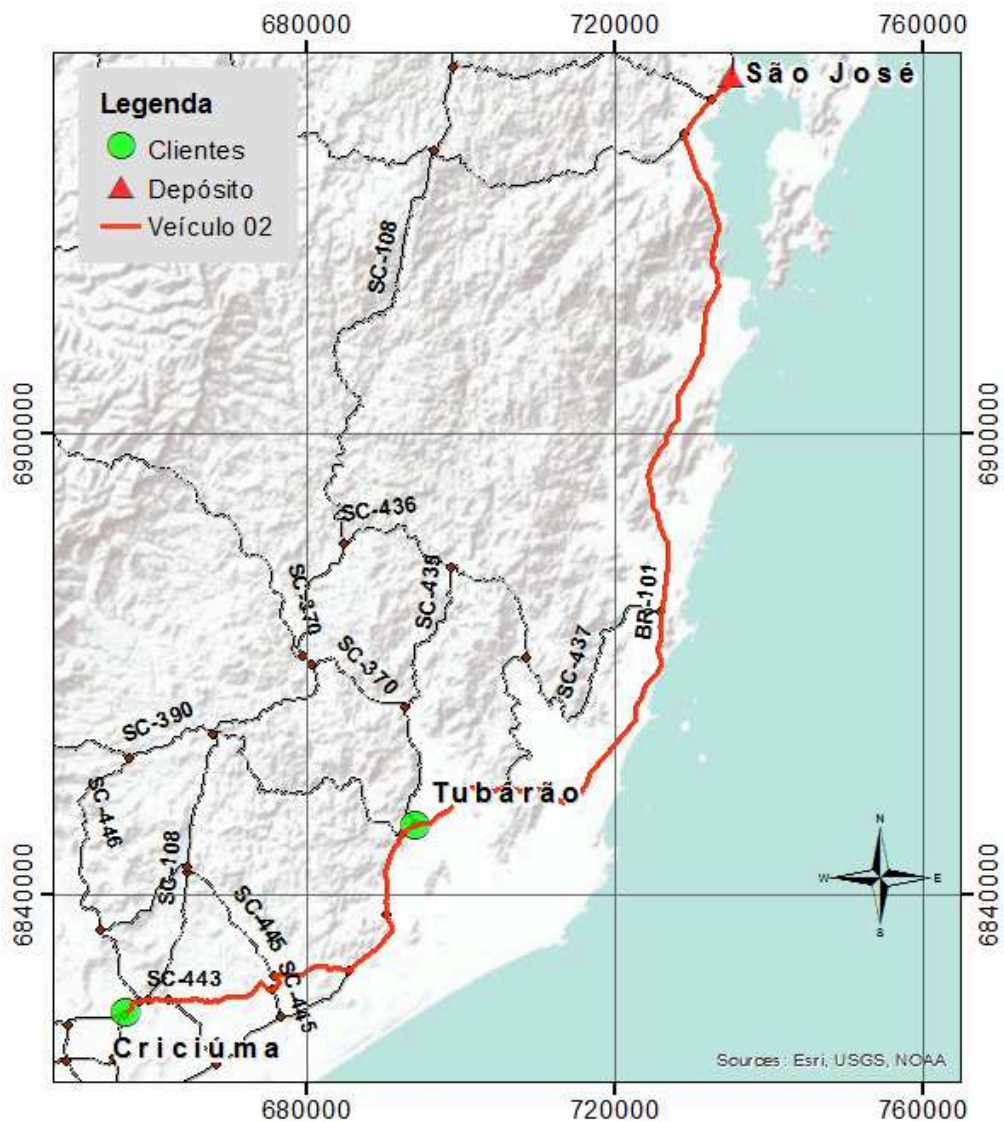 680000 720000 760000
Legenda
Clientes
Depósito
Veículo 02
São José
SC-108
6900000 6900000
SC-436
SC-370
SC-435
BR-101
SC-437
SC-370
SC-390
SC-446
Tubarão
SC-108
N
W E
S
6840000 6840000
SC-445
SC-443
SC-445
Criciúma
Sources: Esri, USGS, NOAA
680000 720000 760000